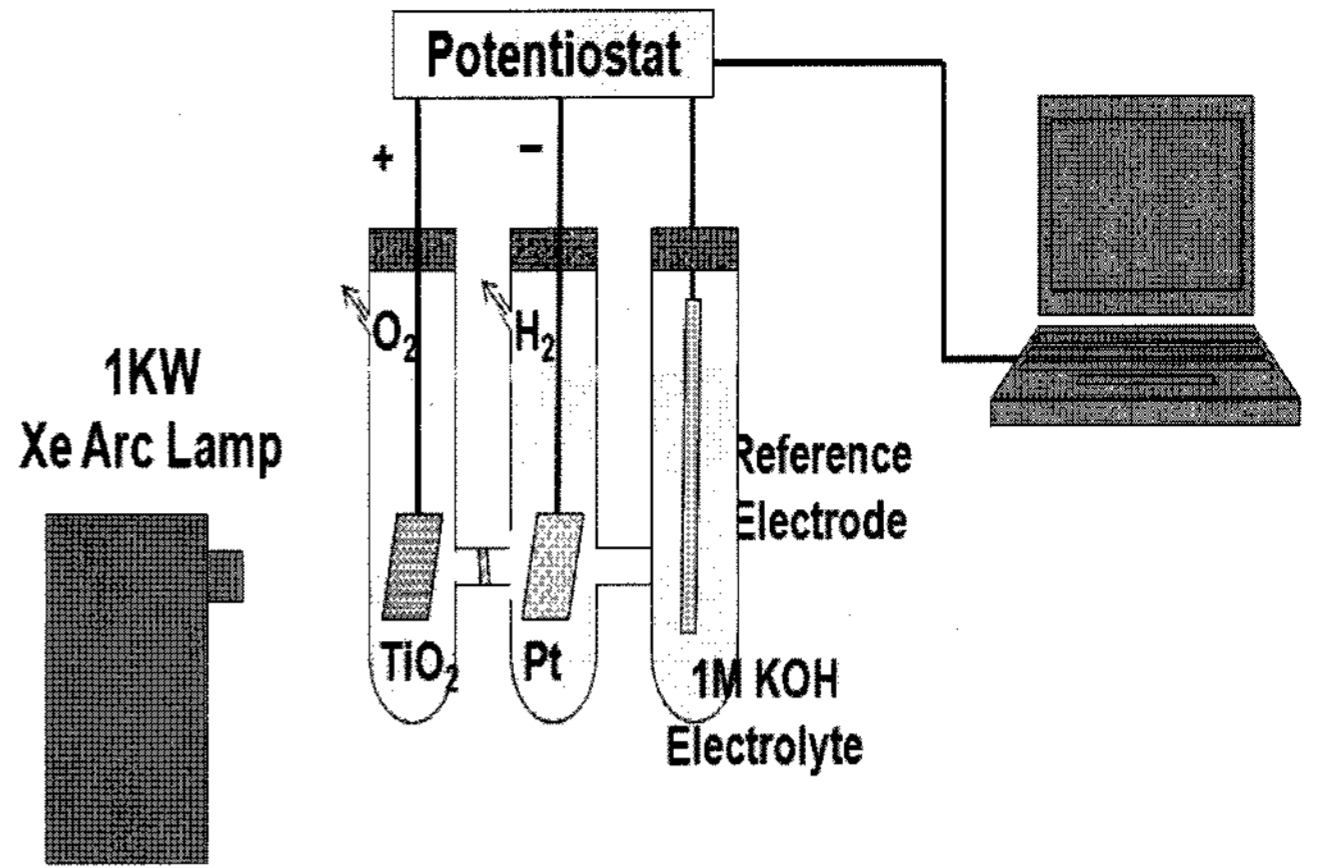 Potentiostat
+
−
O₂
H₂
1KW
Xe Arc Lamp
Reference
Electrode
TiO₂
Pt
1M KOH
Electrolyte